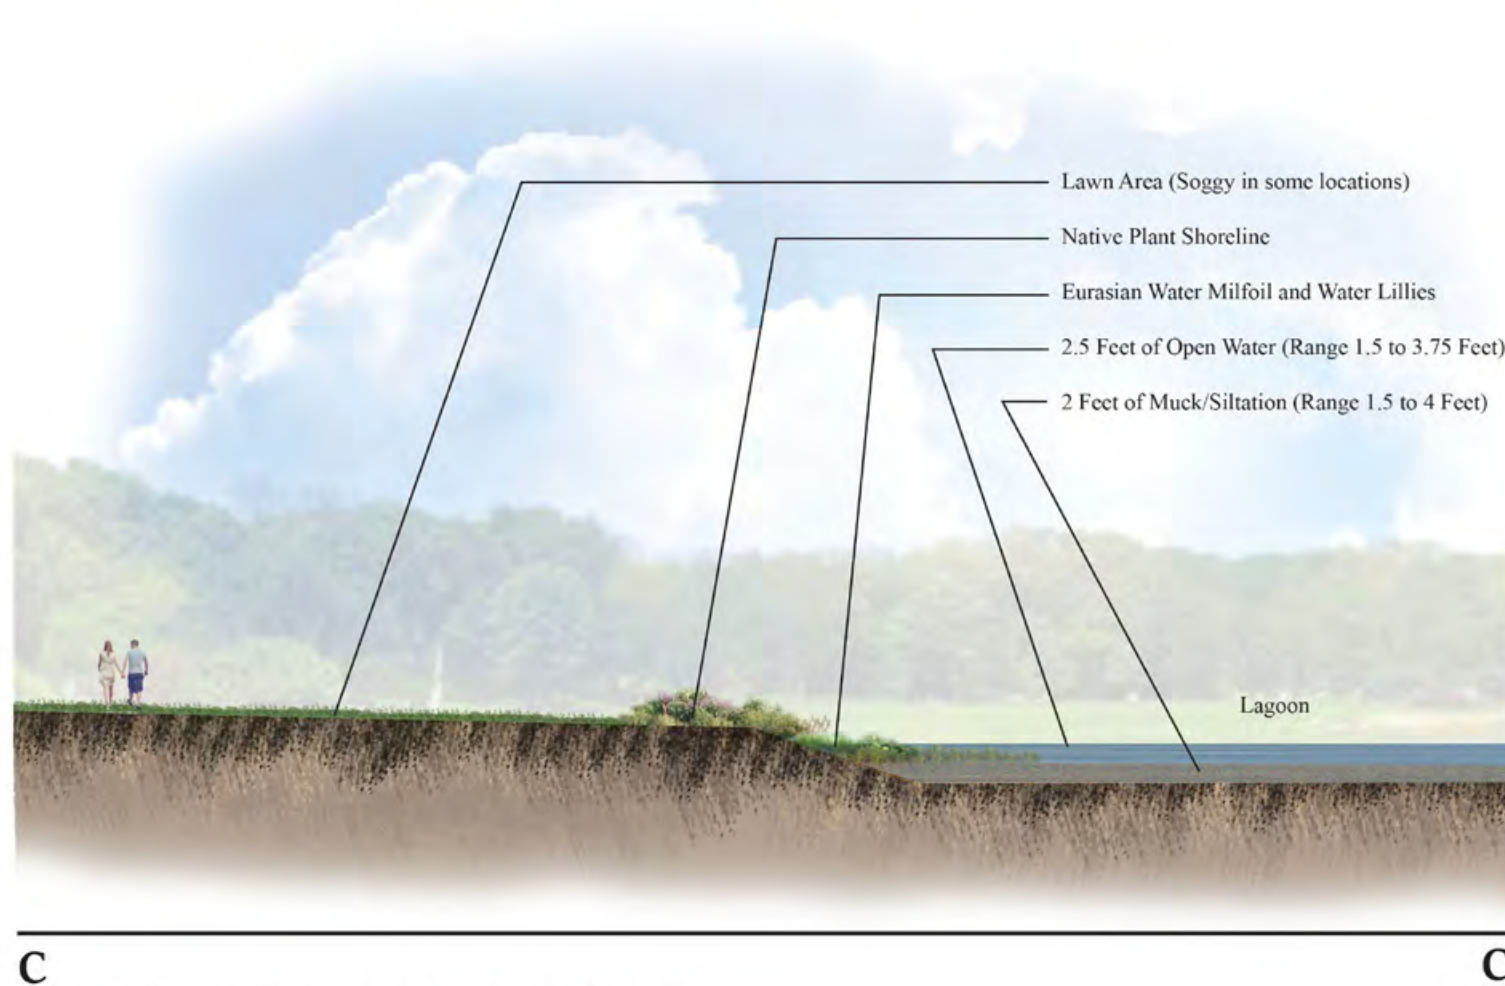 Lawn Area (Soggy in some locations)
Native Plant Shoreline
Eurasian Water Milfoil and Water Lillies
2.5 Feet of Open Water (Range 1.5 to 3.75 Feet)
2 Feet of Muck/Siltation (Range 1.5 to 4 Feet)
Lagoon
C
C